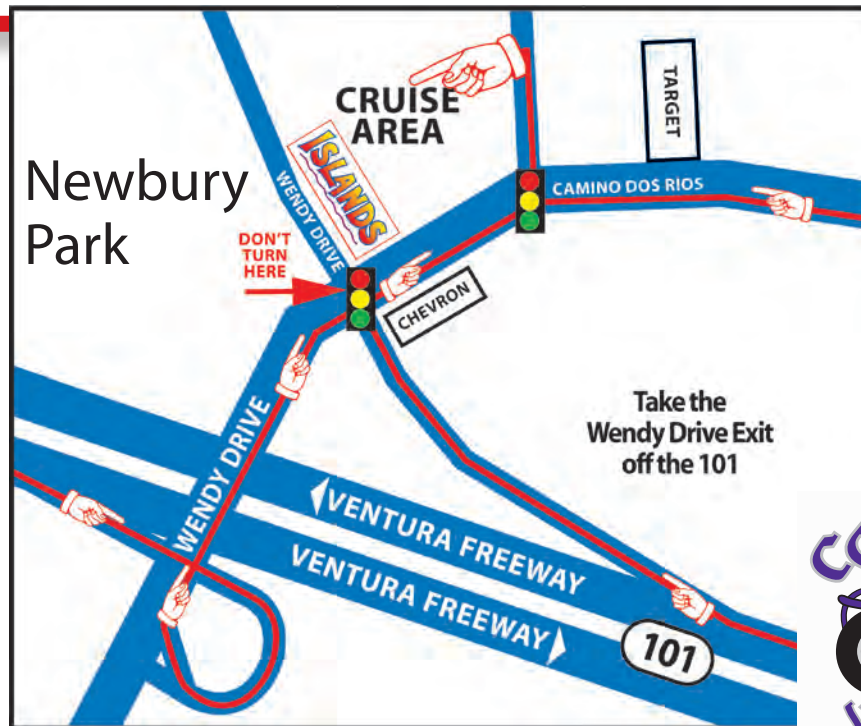 Newbury
Park
CRUISE
AREA
TARGET
ISLANDS
WENDY DRIVE
CAMINO DOS RIOS
DON'T
TURN
HERE
CHEVRON
Take the
Wendy Drive Exit
off the 101
WENDY DRIVE
VENTURA FREEWAY
VENTURA FREEWAY
101